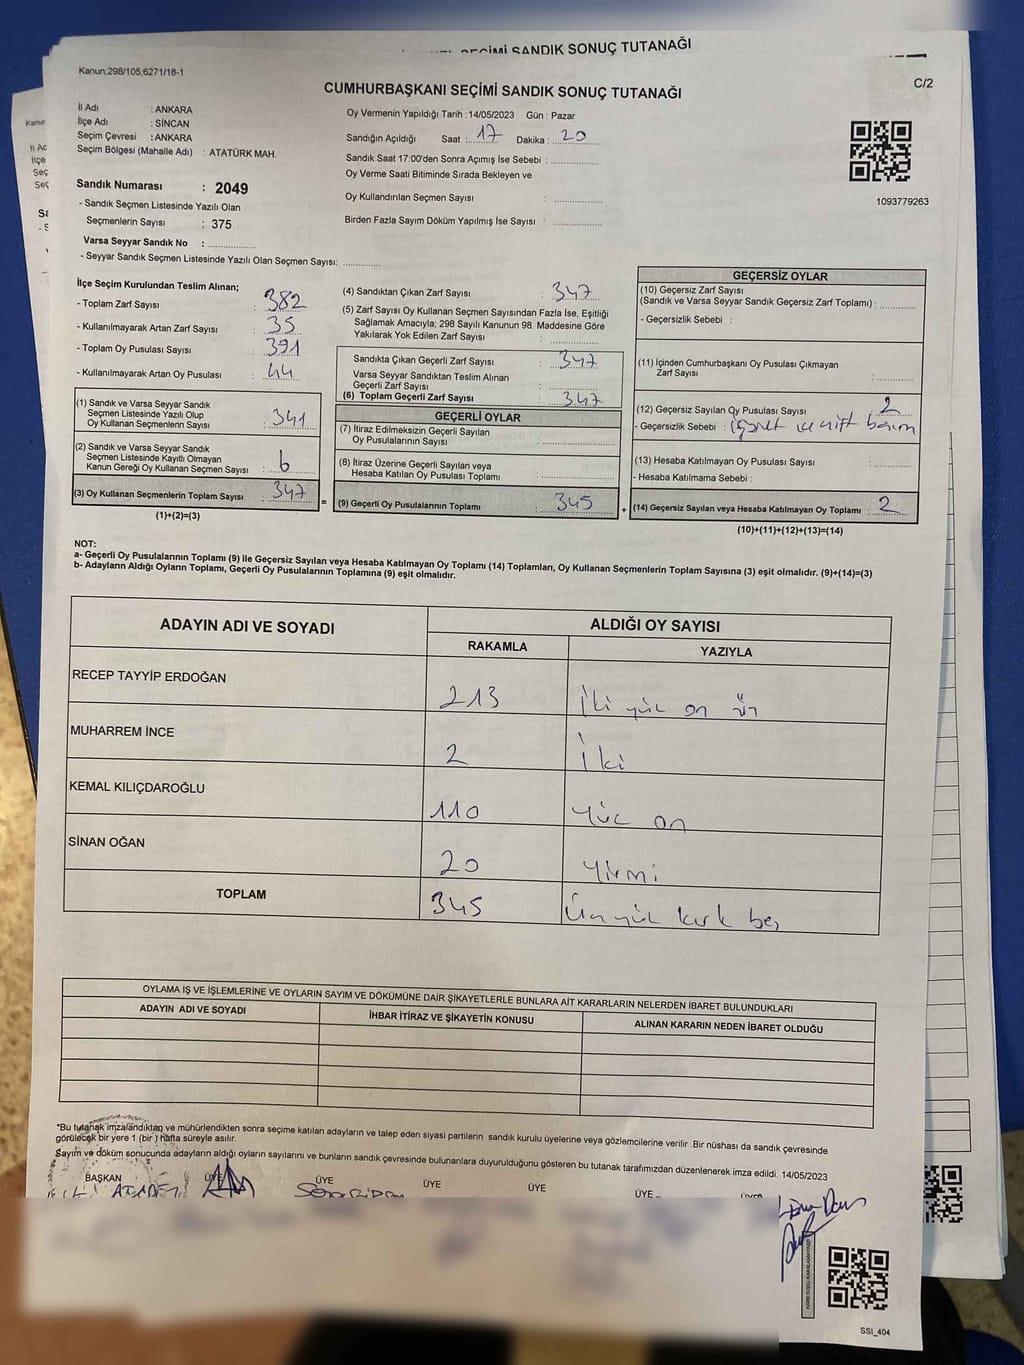 SEÇİMİ SANDIK SONUÇ TUTANAĞI
Kanun,298/105,6271/18-1
CUMHURBAŞKANI SEÇİMİ SANDIK SONUÇ TUTANAĞI
C/2
İl Adı : ANKARA
İlçe Adı : SİNCAN
Seçim Çevresi : ANKARA
Seçim Bölgesi (Mahalle Adı) : ATATÜRK MAH.
Sandık Numarası : 2049
- Sandık Seçmen Listesinde Yazılı Olan
Seçmenlerin Sayısı : 375
Varsa Seyyar Sandık No : ..............
- Seyyar Sandık Seçmen Listesinde Yazılı Olan Seçmen Sayısı: ............
Oy Vermenin Yapıldığı Tarih : 14/05/2023 Gün : Pazar
Sandığın Açıldığı Saat : 17 Dakika : 20
Sandık Saat 17:00'den Sonra Açımış İse Sebebi : ..............
Oy Verme Saati Bitiminde Sırada Bekleyen ve
Oy Kullandırılan Seçmen Sayısı : ..............
Birden Fazla Sayım Döküm Yapılmış İse Sayısı : ..............
1093779263
İlçe Seçim Kurulundan Teslim Alınan;
- Toplam Zarf Sayısı : 382
- Kullanılmayarak Artan Zarf Sayısı : 35
- Toplam Oy Pusulası Sayısı : 391
- Kullanılmayarak Artan Oy Pusulası : 44
(1) Sandık ve Varsa Seyyar Sandık
Seçmen Listesinde Yazılı Olup
Oy Kullanan Seçmenlerin Sayısı : 341
(2) Sandık ve Varsa Seyyar Sandık
Seçmen Listesinde Kayıtlı Olmayan
Kanun Gereği Oy Kullanan Seçmen Sayısı : 6
(3) Oy Kullanan Seçmenlerin Toplam Sayısı : 347
(1)+(2)=(3)
=
(4) Sandıktan Çıkan Zarf Sayısı : 347
(5) Zarf Sayısı Oy Kullanan Seçmen Sayısından Fazla İse, Eşitliği
Sağlamak Amacıyla; 298 Sayılı Kanunun 98. Maddesine Göre
Yakılarak Yok Edilen Zarf Sayısı : ..............
Sandıkta Çıkan Geçerli Zarf Sayısı : 347
Varsa Seyyar Sandıktan Teslim Alınan
Geçerli Zarf Sayısı : ..............
(6) Toplam Geçerli Zarf Sayısı : 347
GEÇERLİ OYLAR
(7) İtiraz Edilmeksizin Geçerli Sayılan
Oy Pusulalarının Sayısı : ..............
(8) İtiraz Üzerine Geçerli Sayılan veya
Hesaba Katılan Oy Pusulası Toplamı : ..............
(9) Geçerli Oy Pusulalarının Toplamı : 345
+
GEÇERSİZ OYLAR
(10) Geçersiz Zarf Sayısı
(Sandık ve Varsa Seyyar Sandık Geçersiz Zarf Toplamı) : ..........
- Geçersizlik Sebebi :
(11) İçinden Cumhurbaşkanı Oy Pusulası Çıkmayan
Zarf Sayısı : ..........
(12) Geçersiz Sayılan Oy Pusulası Sayısı : 2
- Geçersizlik Sebebi :
(13) Hesaba Katılmayan Oy Pusulası Sayısı : ..........
- Hesaba Katılmama Sebebi :
(14) Geçersiz Sayılan veya Hesaba Katılmayan Oy Toplamı : 2
(10)+(11)+(12)+(13)=(14)
NOT:
a- Geçerli Oy Pusulalarının Toplamı (9) ile Geçersiz Sayılan veya Hesaba Katılmayan Oy Toplamı (14) Toplamları, Oy Kullanan Seçmenlerin Toplam Sayısına (3) eşit olmalıdır. (9)+(14)=(3)
b- Adayların Aldığı Oyların Toplamı, Geçerli Oy Pusulalarının Toplamına (9) eşit olmalıdır.
ADAYIN ADI VE SOYADI ALDIĞI OY SAYISI
RAKAMLA YAZIYLA
RECEP TAYYİP ERDOĞAN 213 İki yüz on üç
MUHARREM İNCE 2 İki
KEMAL KILIÇDAROĞLU 110 yüz on
SİNAN OĞAN 20 yirmi
TOPLAM 345 Üç yüz kırk beş
OYLAMA İŞ VE İŞLEMLERİNE VE OYLARIN SAYIM VE DÖKÜMÜNE DAİR ŞİKAYETLERLE BUNLARA AİT KARARLARIN NELERDEN İBARET BULUNDUKLARI
ADAYIN ADI VE SOYADI İHBAR İTİRAZ VE ŞİKAYETİN KONUSU ALINAN KARARIN NEDEN İBARET OLDUĞU
*Bu tutanak imzalandıktan ve mühürlendikten sonra seçime katılan adayların ve talep eden siyasi partilerin sandık kurulu üyelerine veya gözlemcilerine verilir .Bir nüshası da sandık çevresinde
görülecek bir yere 1 (bir ) hafta süreyle asılır.
Sayım ve döküm sonucunda adayların aldığı oyların sayılarını ve bunların sandık çevresinde bulunanlara duyurulduğunu gösteren bu tutanak tarafımızdan düzenlenerek imza edildi. 14/05/2023
BAŞKAN ÜYE ÜYE ÜYE ÜYE ÜYE
SSI_404